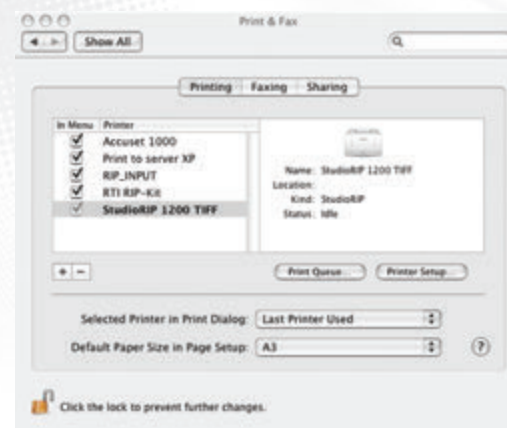 Print & Fax
Show All
Printing Faxing Sharing
In Menu Printer
Accuset 1000
Print to server XP
RIP_INPUT
RTI RIP-Kit
StudioRIP 1200 TIFF
Name: StudioRIP 1200 TIFF
Location:
Kind: StudioRIP
Status: Idle
+ -
Print Queue...
Printer Setup...
Selected Printer in Print Dialog: Last Printer Used
Default Paper Size in Page Setup: A3
?
Click the lock to prevent further changes.